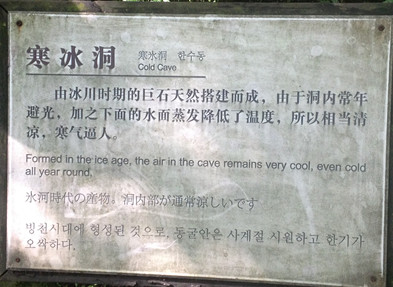 寒冰洞 寒氷洞 한수동
Cold Cave
由冰川时期的巨石天然搭建而成，由于洞内常年
避光，加之下面的水面蒸发降低了温度，所以相当清
凉，寒气逼人。
Formed in the ice age, the air in the cave remains very cool, even cold
all year round.
氷河時代の産物。洞内部が通常涼しいです
빙천시대에 형성된 것으로, 동굴안은 사계절 시원하고 한기가
오싹하다.